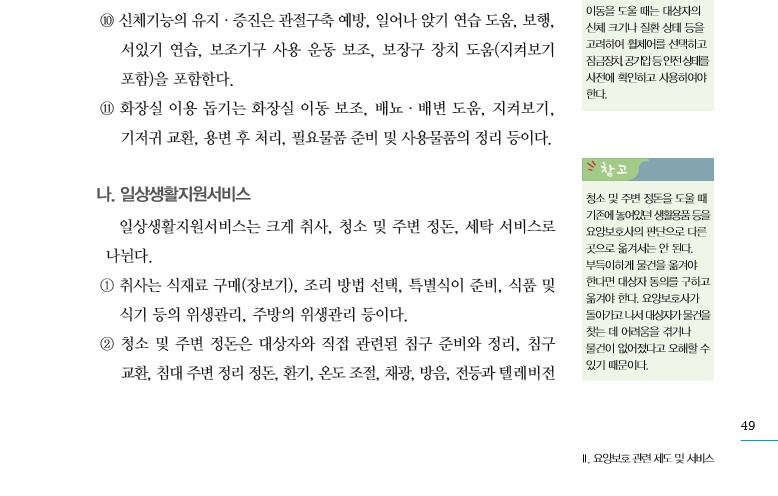 ⑩ 신체기능의 유지 · 증진은 관절구축 예방, 일어나 앉기 연습 도움, 보행,
서있기 연습, 보조기구 사용 운동 보조, 보장구 장치 도움(지켜보기
포함)을 포함한다.
⑪ 화장실 이용 돕기는 화장실 이동 보조, 배뇨 · 배변 도움, 지켜보기,
기저귀 교환, 용변 후 처리, 필요물품 준비 및 사용물품의 정리 등이다.
나. 일상생활지원서비스
일상생활지원서비스는 크게 취사, 청소 및 주변 정돈, 세탁 서비스로
나뉜다.
① 취사는 식재료 구매(장보기), 조리 방법 선택, 특별식이 준비, 식품 및
식기 등의 위생관리, 주방의 위생관리 등이다.
② 청소 및 주변 정돈은 대상자와 직접 관련된 침구 준비와 정리, 침구
교환, 침대 주변 정리 정돈, 환기, 온도 조절, 채광, 방음, 전등과 텔레비전
이동을 도울 때는 대상자의
신체 크기나 질환 상태 등을
고려하여 휠체어를 선택하고
잠금장치, 공기압 등 안전 상태를
사전에 확인하고 사용하여야
한다.
참고
청소 및 주변 정돈을 도울 때
기존에 놓여있던 생활용품 등을
요양보호사의 판단으로 다른
곳으로 옮겨서는 안 된다.
부득이하게 물건을 옮겨야
한다면 대상자 동의를 구하고
옮겨야 한다. 요양보호사가
돌아가고 나서 대상자가 물건을
찾는 데 어려움을 겪거나
물건이 없어졌다고 오해할 수
있기 때문이다.
49
Ⅱ. 요양보호 관련 제도 및 서비스